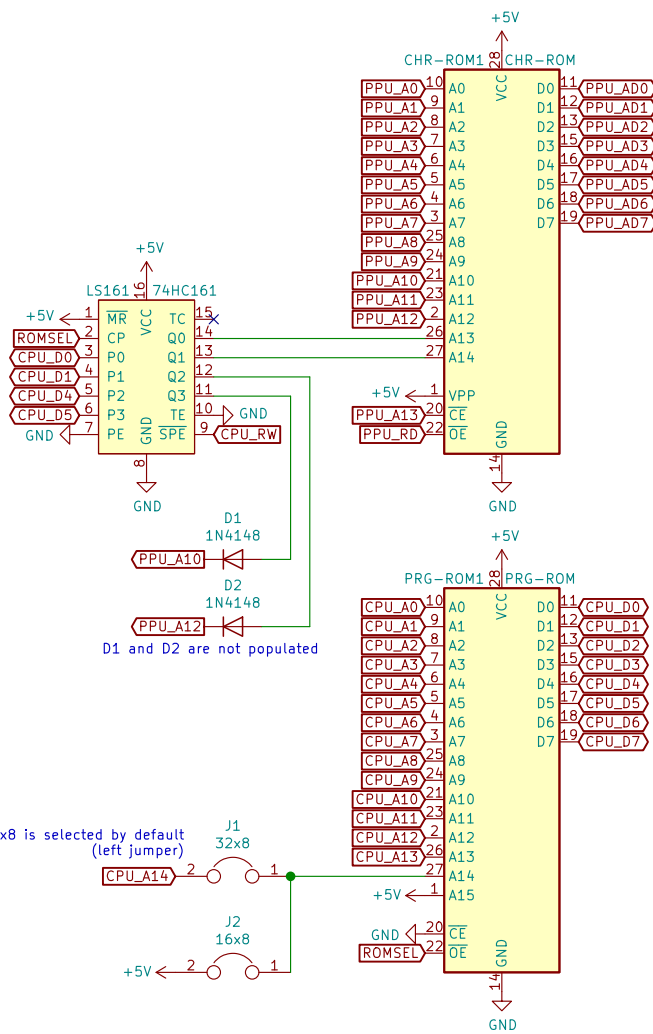 +5V
CHR-ROM1 CHR-ROM
28
VCC
PPU_A0 10 A0 D0 11 PPU_AD0
PPU_A1 9 A1 D1 12 PPU_AD1
PPU_A2 8 A2 D2 13 PPU_AD2
PPU_A3 7 A3 D3 15 PPU_AD3
PPU_A4 6 A4 D4 16 PPU_AD4
PPU_A5 5 A5 D5 17 PPU_AD5
PPU_A6 4 A6 D6 18 PPU_AD6
PPU_A7 3 A7 D7 19 PPU_AD7
PPU_A8 25 A8
PPU_A9 24 A9
PPU_A10 21 A10
PPU_A11 23 A11
PPU_A12 2 A12
26 A13
27 A14
+5V 1 VPP
PPU_A13 20 CE
PPU_RD 22 OE
GND
14
GND
+5V
LS161 16 74HC161
VCC
+5V 1 MR TC 15
ROMSEL 2 CP Q0 14
CPU_D0 3 P0 Q1 13
CPU_D1 4 P1 Q2 12
CPU_D4 5 P2 Q3 11
CPU_D5 6 P3 TE 10 GND
GND 7 PE SPE 9 CPU_RW
GND
8
GND
D1
1N4148
PPU_A10
D2
1N4148
PPU_A12
D1 and D2 are not populated
+5V
PRG-ROM1 28 PRG-ROM
VCC
CPU_A0 10 A0 D0 11 CPU_D0
CPU_A1 9 A1 D1 12 CPU_D1
CPU_A2 8 A2 D2 13 CPU_D2
CPU_A3 7 A3 D3 15 CPU_D3
CPU_A4 6 A4 D4 16 CPU_D4
CPU_A5 5 A5 D5 17 CPU_D5
CPU_A6 4 A6 D6 18 CPU_D6
CPU_A7 3 A7 D7 19 CPU_D7
CPU_A8 25 A8
CPU_A9 24 A9
CPU_A10 21 A10
CPU_A11 23 A11
CPU_A12 2 A12
CPU_A13 26 A13
27 A14
+5V 1 A15
GND 20 CE
ROMSEL 22 OE
GND
14
GND
x8 is selected by default
(left jumper)
J1
32x8
CPU_A14 2 1
J2
16x8
+5V 2 1